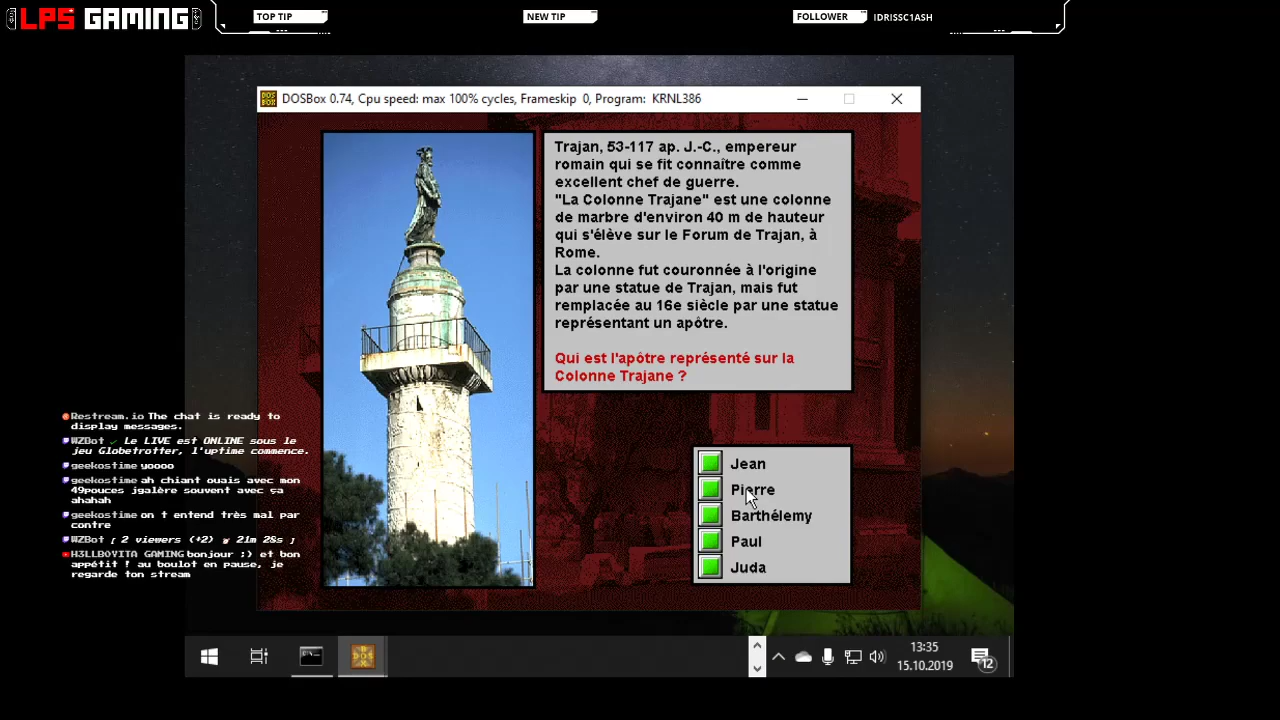 LPS GAMING
TOP TIP
NEW TIP
FOLLOWER
IDRISSC1ASH
DOSBox 0.74, Cpu speed: max 100% cycles, Frameskip 0, Program: KRNL386
Trajan, 53-117 ap. J.-C., empereur
romain qui se fit connaître comme
excellent chef de guerre.
"La Colonne Trajane" est une colonne
de marbre d'environ 40 m de hauteur
qui s'élève sur le Forum de Trajan, à
Rome.
La colonne fut couronnée à l'origine
par une statue de Trajan, mais fut
remplacée au 16e siècle par une statue
représentant un apôtre.
Qui est l'apôtre représenté sur la
Colonne Trajane ?
Jean
Pierre
Barthélemy
Paul
Juda
Restream.io The chat is ready to
display messages.
WZBot ✓ Le LIVE est ONLINE sous le
jeu Globetrotter, l'uptime commence.
geekostime yoooo
geekostime ah chiant ouais avec mon
49pouces jgalère souvent avec ça
ahahah
geekostime on t entend très mal par
contre
WZBot [ 2 viewers (+2) 21m 28s ]
H3LLBOYITA GAMING bonjour :) et bon
appétit ! au boulot en pause, je
regarde ton stream
DOS
BOX
13:35
15.10.2019
12